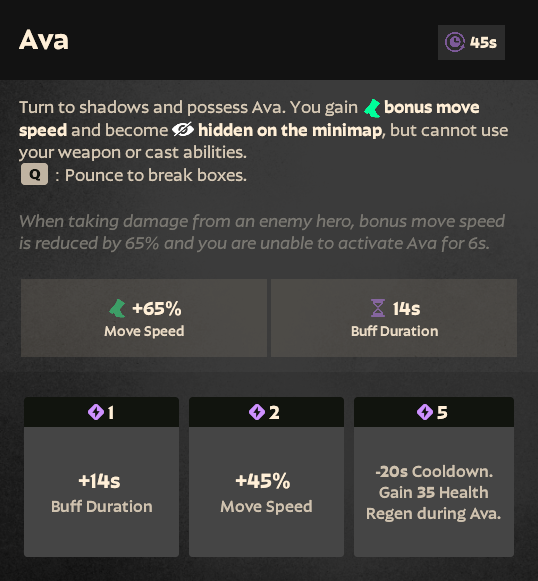 Ava
45s
Turn to shadows and possess Ava. You gain bonus move
speed and become hidden on the minimap, but cannot use
your weapon or cast abilities.
Q : Pounce to break boxes.
When taking damage from an enemy hero, bonus move speed
is reduced by 65% and you are unable to activate Ava for 6s.
+65%
Move Speed
14s
Buff Duration
1
+14s
Buff Duration
2
+45%
Move Speed
5
-20s Cooldown.
Gain 35 Health
Regen during Ava.